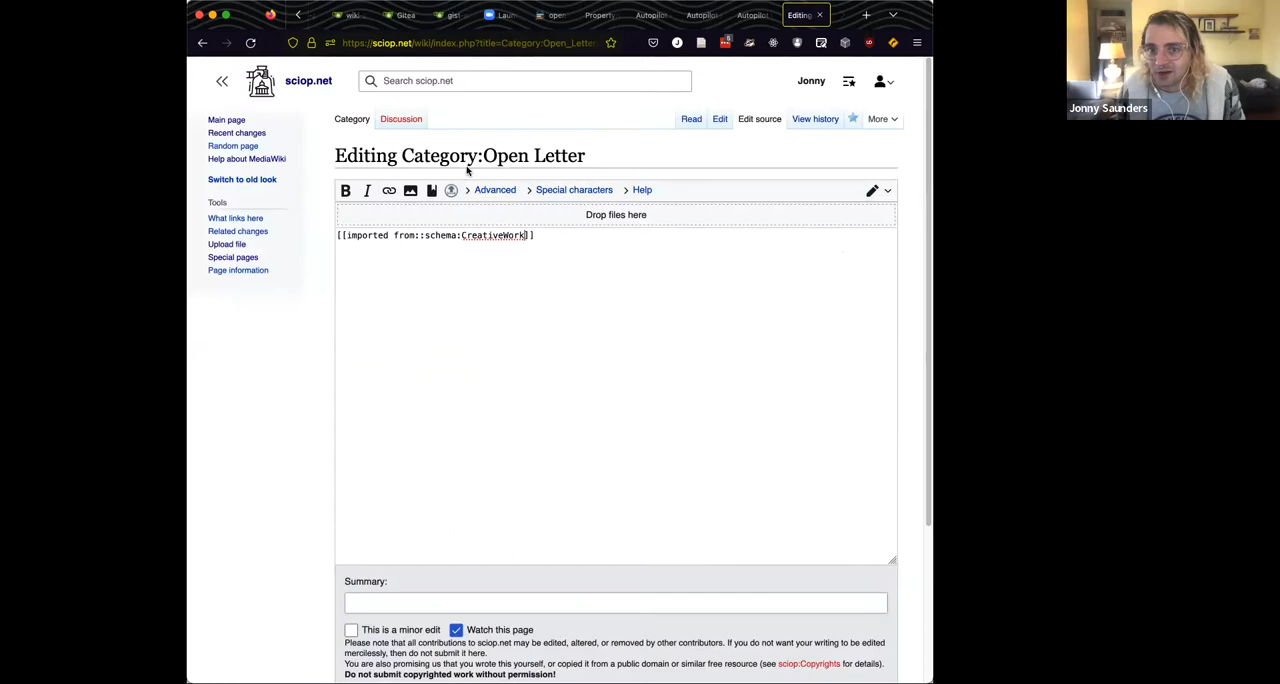 wiki
Gitea
gist
Lau
open
Property
Autopilot
Autopilot
Autopilot
Editing
https://sciop.net/wiki/index.php?title=Category:Open_Letter
sciop.net
Search sciop.net
Jonny
Main page
Recent changes
Random page
Help about MediaWiki
Switch to old look
Tools
What links here
Related changes
Upload file
Special pages
Page information
Category
Discussion
Read
Edit
Edit source
View history
More
Editing Category:Open Letter
B I Advanced Special characters Help
Drop files here
[[imported from::schema:CreativeWork]]
Summary:
This is a minor edit
Watch this page
Please note that all contributions to sciop.net may be edited, altered, or removed by other contributors. If you do not want your writing to be edited
mercilessly, then do not submit it here.
You are also promising us that you wrote this yourself, or copied it from a public domain or similar free resource (see sciop:Copyrights for details).
Do not submit copyrighted work without permission!
Jonny Saunders